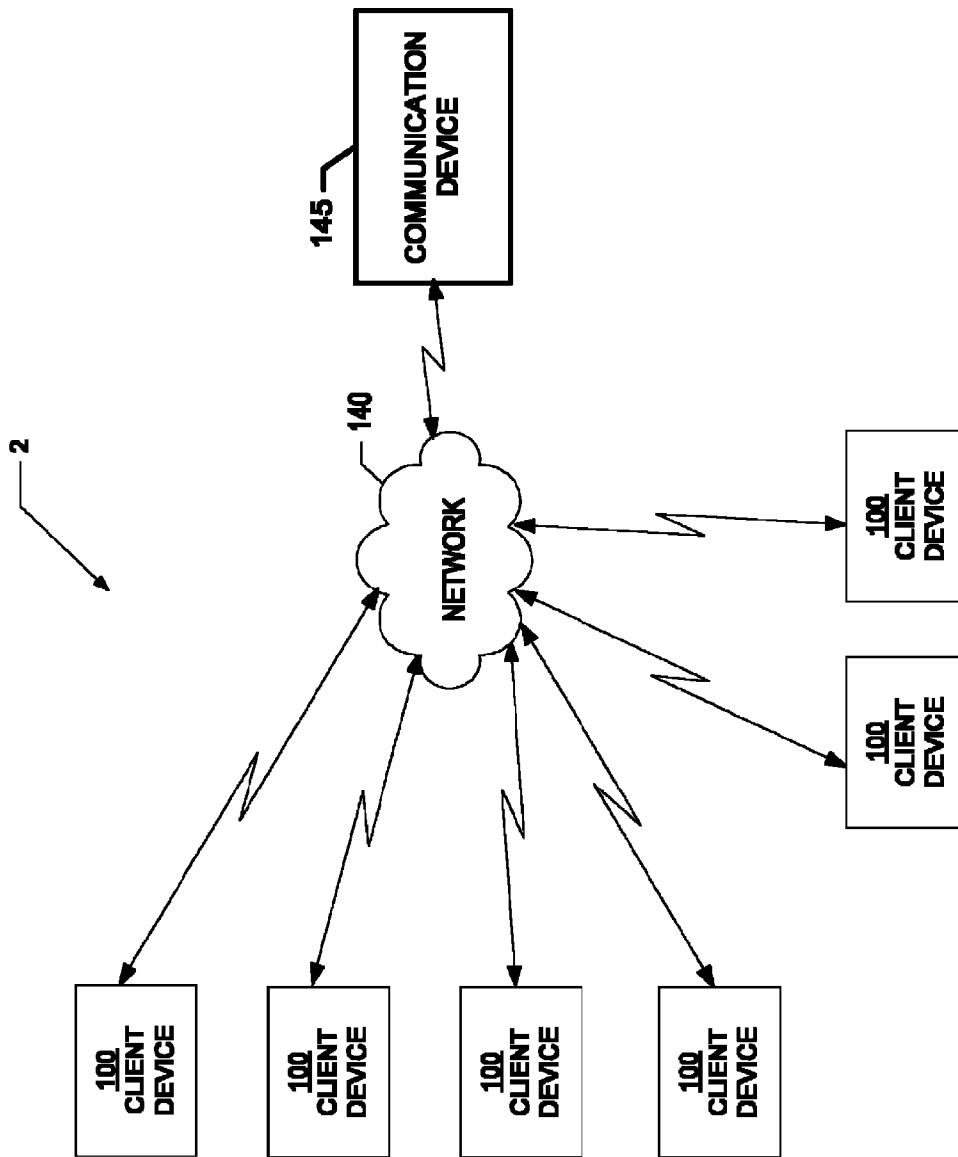 2
140
145
NETWORK
COMMUNICATION
DEVICE
100
CLIENT
DEVICE
100
CLIENT
DEVICE
100
CLIENT
DEVICE
100
CLIENT
DEVICE
100
CLIENT
DEVICE
100
CLIENT
DEVICE